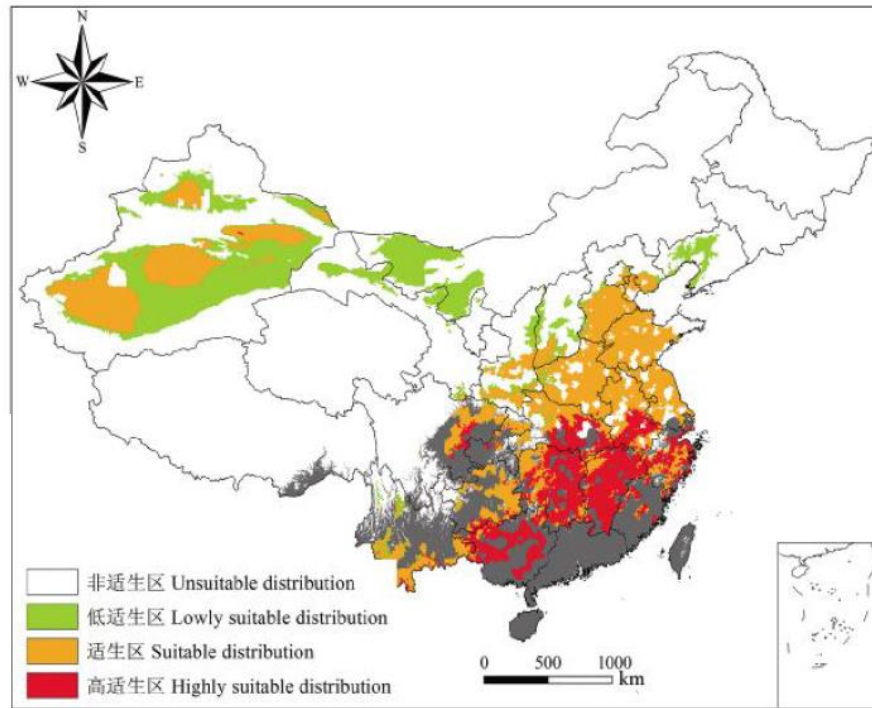 N
W
E
S
非适生区 Unsuitable distribution
低适生区 Lowly suitable distribution
适生区 Suitable distribution
高适生区 Highly suitable distribution
0 500 1000
km